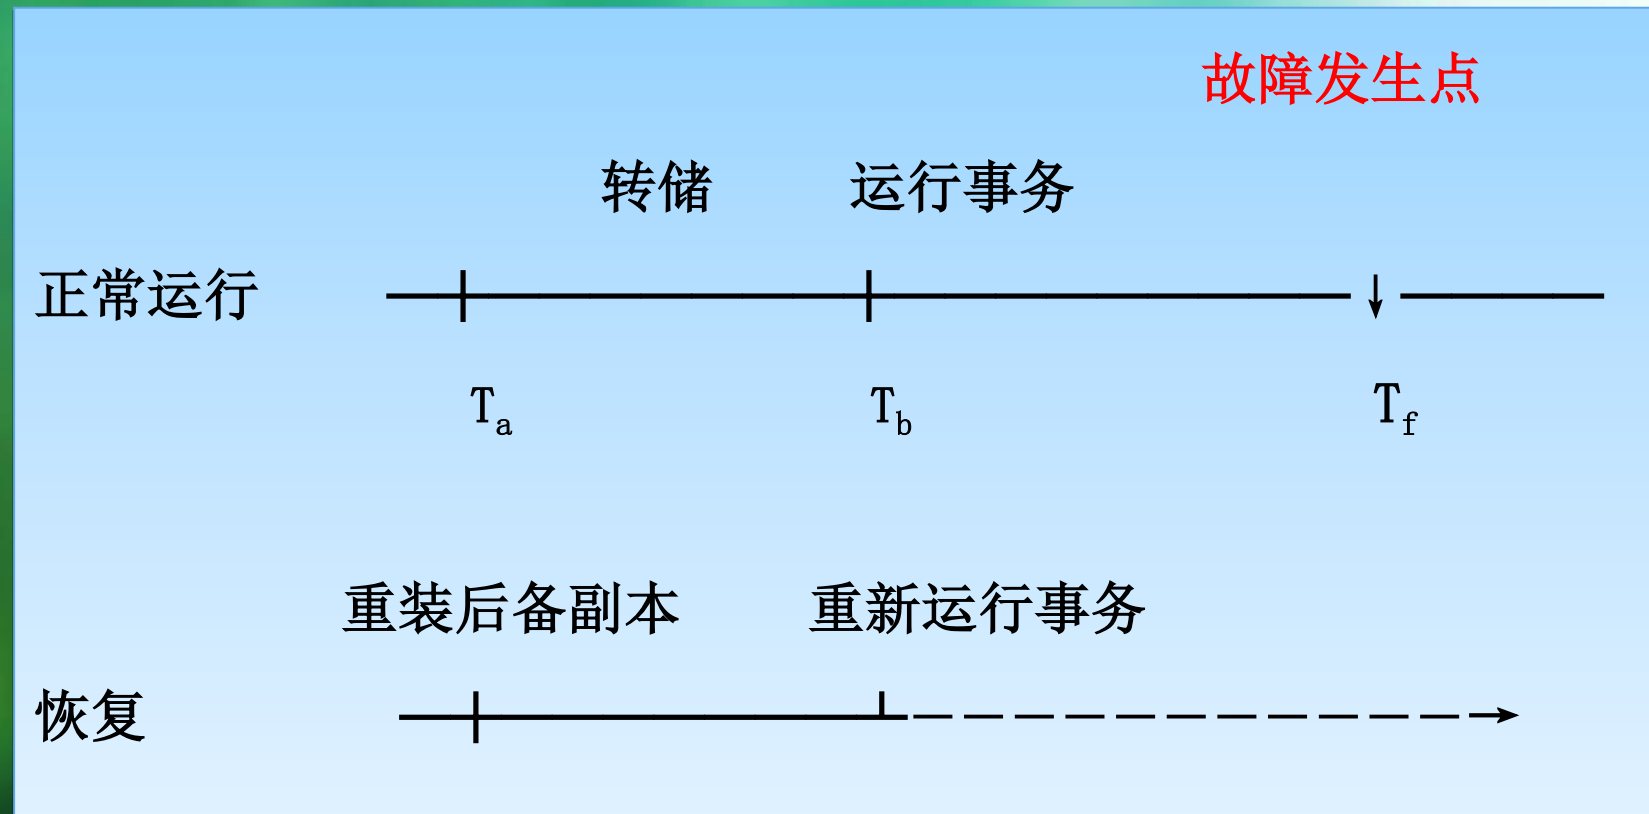 故障发生点
转储 运行事务
正常运行
Ta Tb Tf
重装后备副本 重新运行事务
恢复